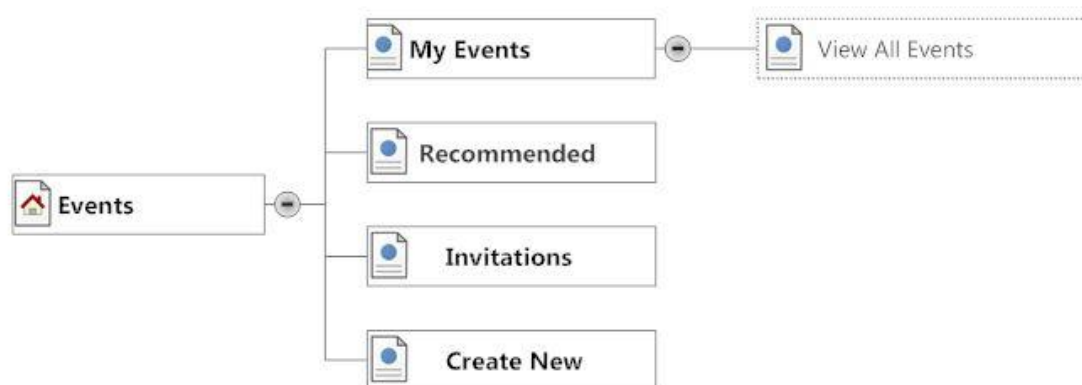 My Events
View All Events
Recommended
Events
Invitations
Create New